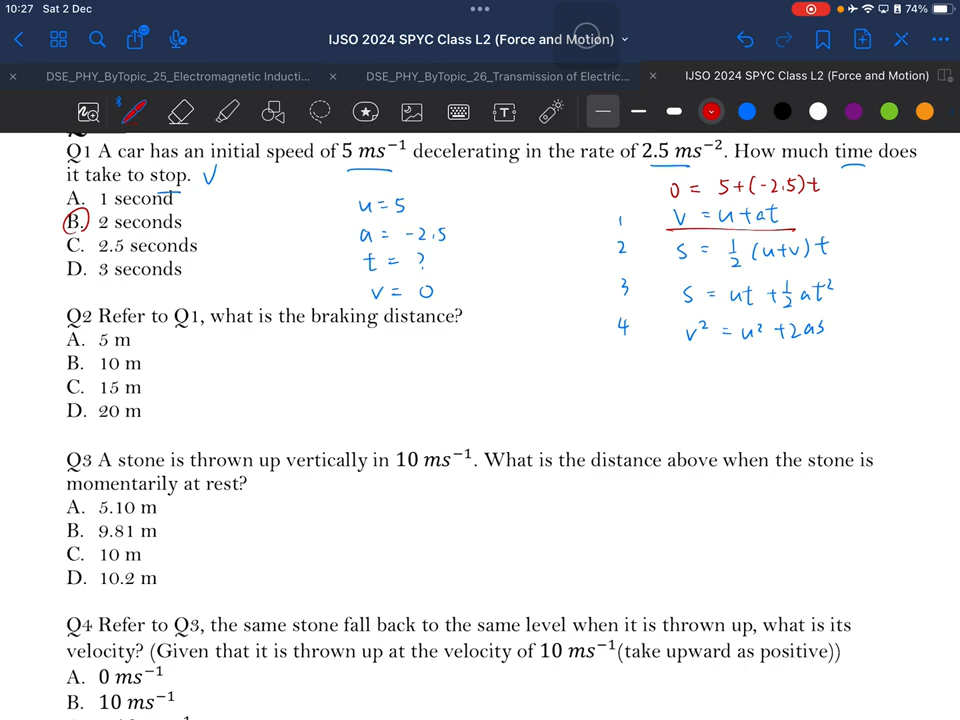 10:27 Sat 2 Dec
74%
IJSO 2024 SPYC Class L2 (Force and Motion)
DSE_PHY_ByTopic_25_Electromagnetic Inducti...
DSE_PHY_ByTopic_26_Transmission of Electric...
IJSO 2024 SPYC Class L2 (Force and Motion)
Q1 A car has an initial speed of 5 ms⁻¹ decelerating in the rate of 2.5 ms⁻². How much time does
it take to stop. ✓
A. 1 second
B. 2 seconds
C. 2.5 seconds
D. 3 seconds
u = 5
a = -2.5
t = ?
v = 0
0 = 5+(-2.5)t
1 v = u+at
2 s = 1/2 (u+v)t
3 s = ut + 1/2 at²
4 v² = u² + 2as
Q2 Refer to Q1, what is the braking distance?
A. 5 m
B. 10 m
C. 15 m
D. 20 m
Q3 A stone is thrown up vertically in 10 ms⁻¹. What is the distance above when the stone is
momentarily at rest?
A. 5.10 m
B. 9.81 m
C. 10 m
D. 10.2 m
Q4 Refer to Q3, the same stone fall back to the same level when it is thrown up, what is its
velocity? (Given that it is thrown up at the velocity of 10 ms⁻¹(take upward as positive))
A. 0 ms⁻¹
B. 10 ms⁻¹